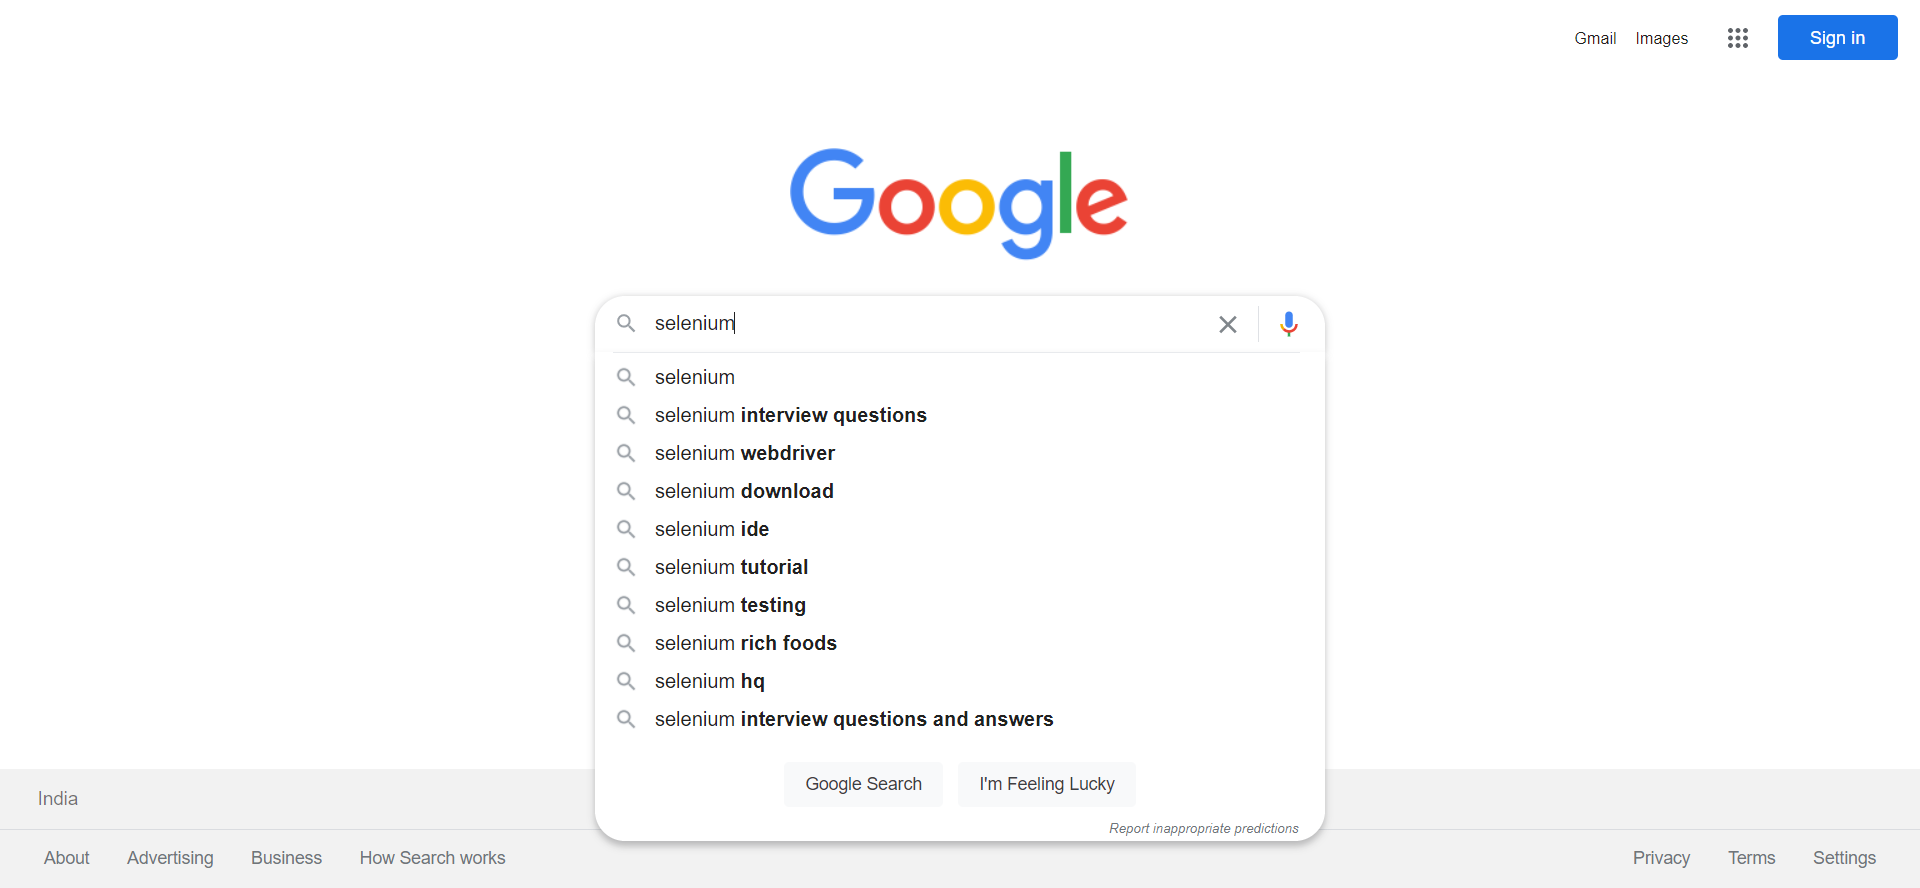 Gmail Images Sign in
Google
selenium
selenium
selenium interview questions
selenium webdriver
selenium download
selenium ide
selenium tutorial
selenium testing
selenium rich foods
selenium hq
selenium interview questions and answers
Google Search I'm Feeling Lucky
Report inappropriate predictions
India
About Advertising Business How Search works Privacy Terms Settings